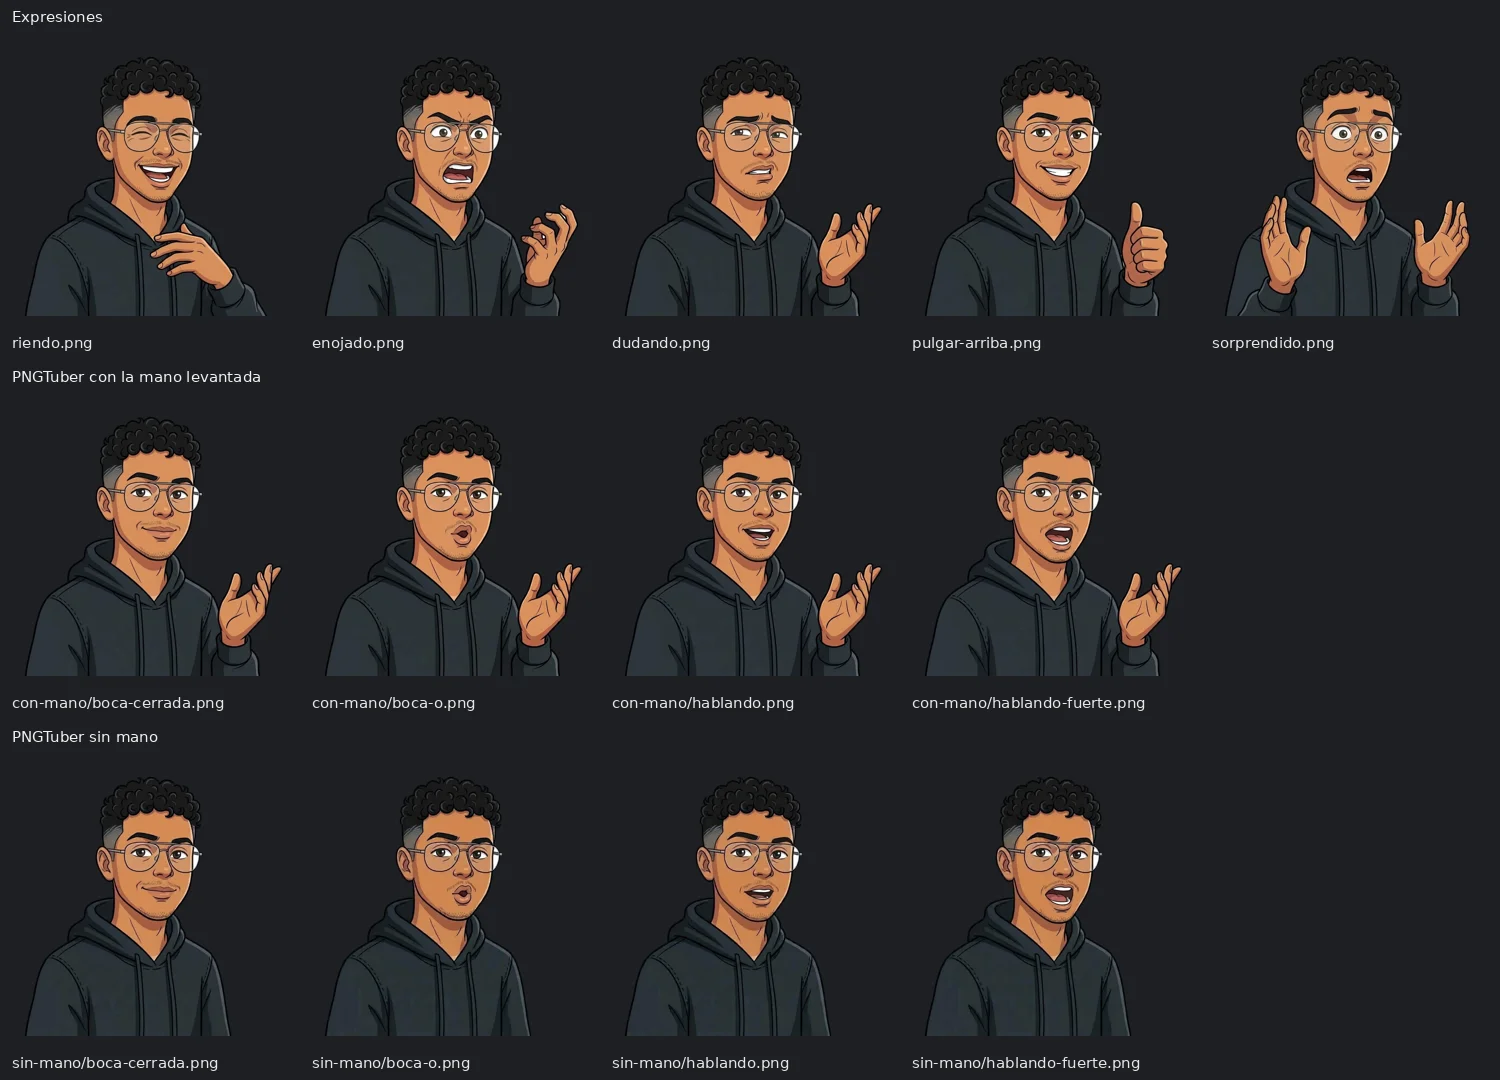 Expresiones
riendo.png
enojado.png
dudando.png
pulgar-arriba.png
sorprendido.png
PNGTuber con la mano levantada
con-mano/boca-cerrada.png
con-mano/boca-o.png
con-mano/hablando.png
con-mano/hablando-fuerte.png
PNGTuber sin mano
sin-mano/boca-cerrada.png
sin-mano/boca-o.png
sin-mano/hablando.png
sin-mano/hablando-fuerte.png